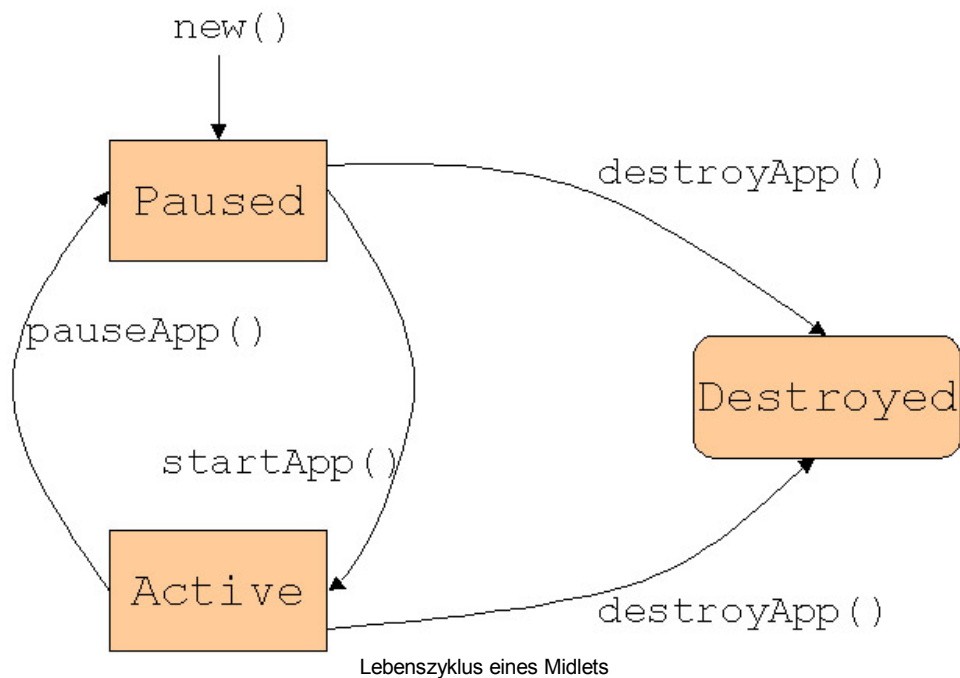 new()
Paused
destroyApp()
pauseApp()
Destroyed
startApp()
Active
destroyApp()
Lebenszyklus eines Midlets